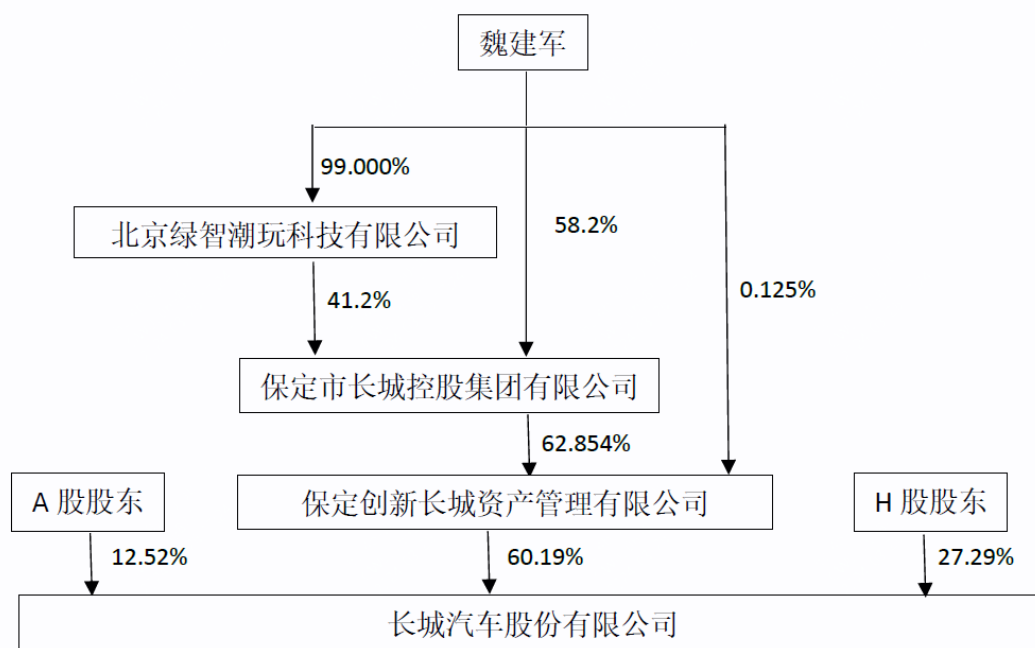 魏建军
99.000%
北京绿智潮玩科技有限公司
58.2%
0.125%
41.2%
保定市长城控股集团有限公司
62.854%
A 股股东
保定创新长城资产管理有限公司
H 股股东
12.52%
60.19%
27.29%
长城汽车股份有限公司